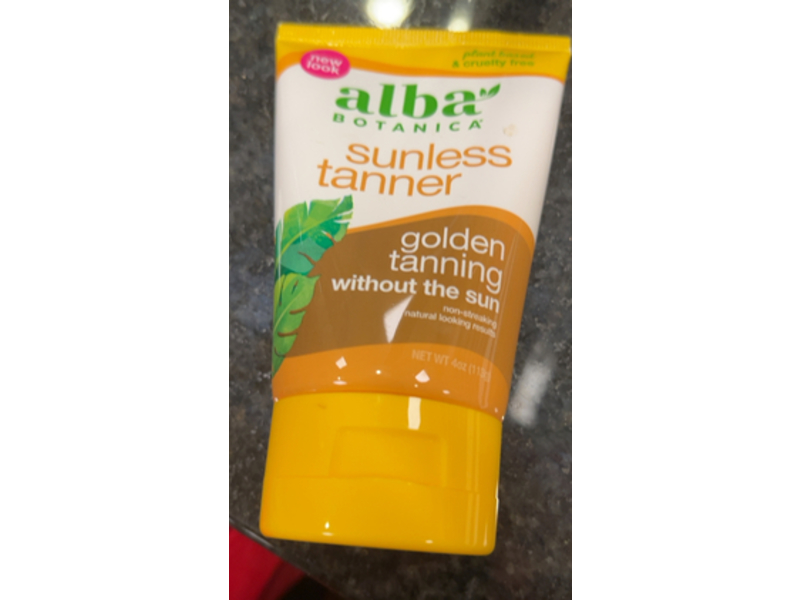 new
look
plant based
& cruelty free
alba
BOTANICA
sunless
tanner
golden
tanning
without the sun
non-streaking
natural looking results
NET WT 4oz